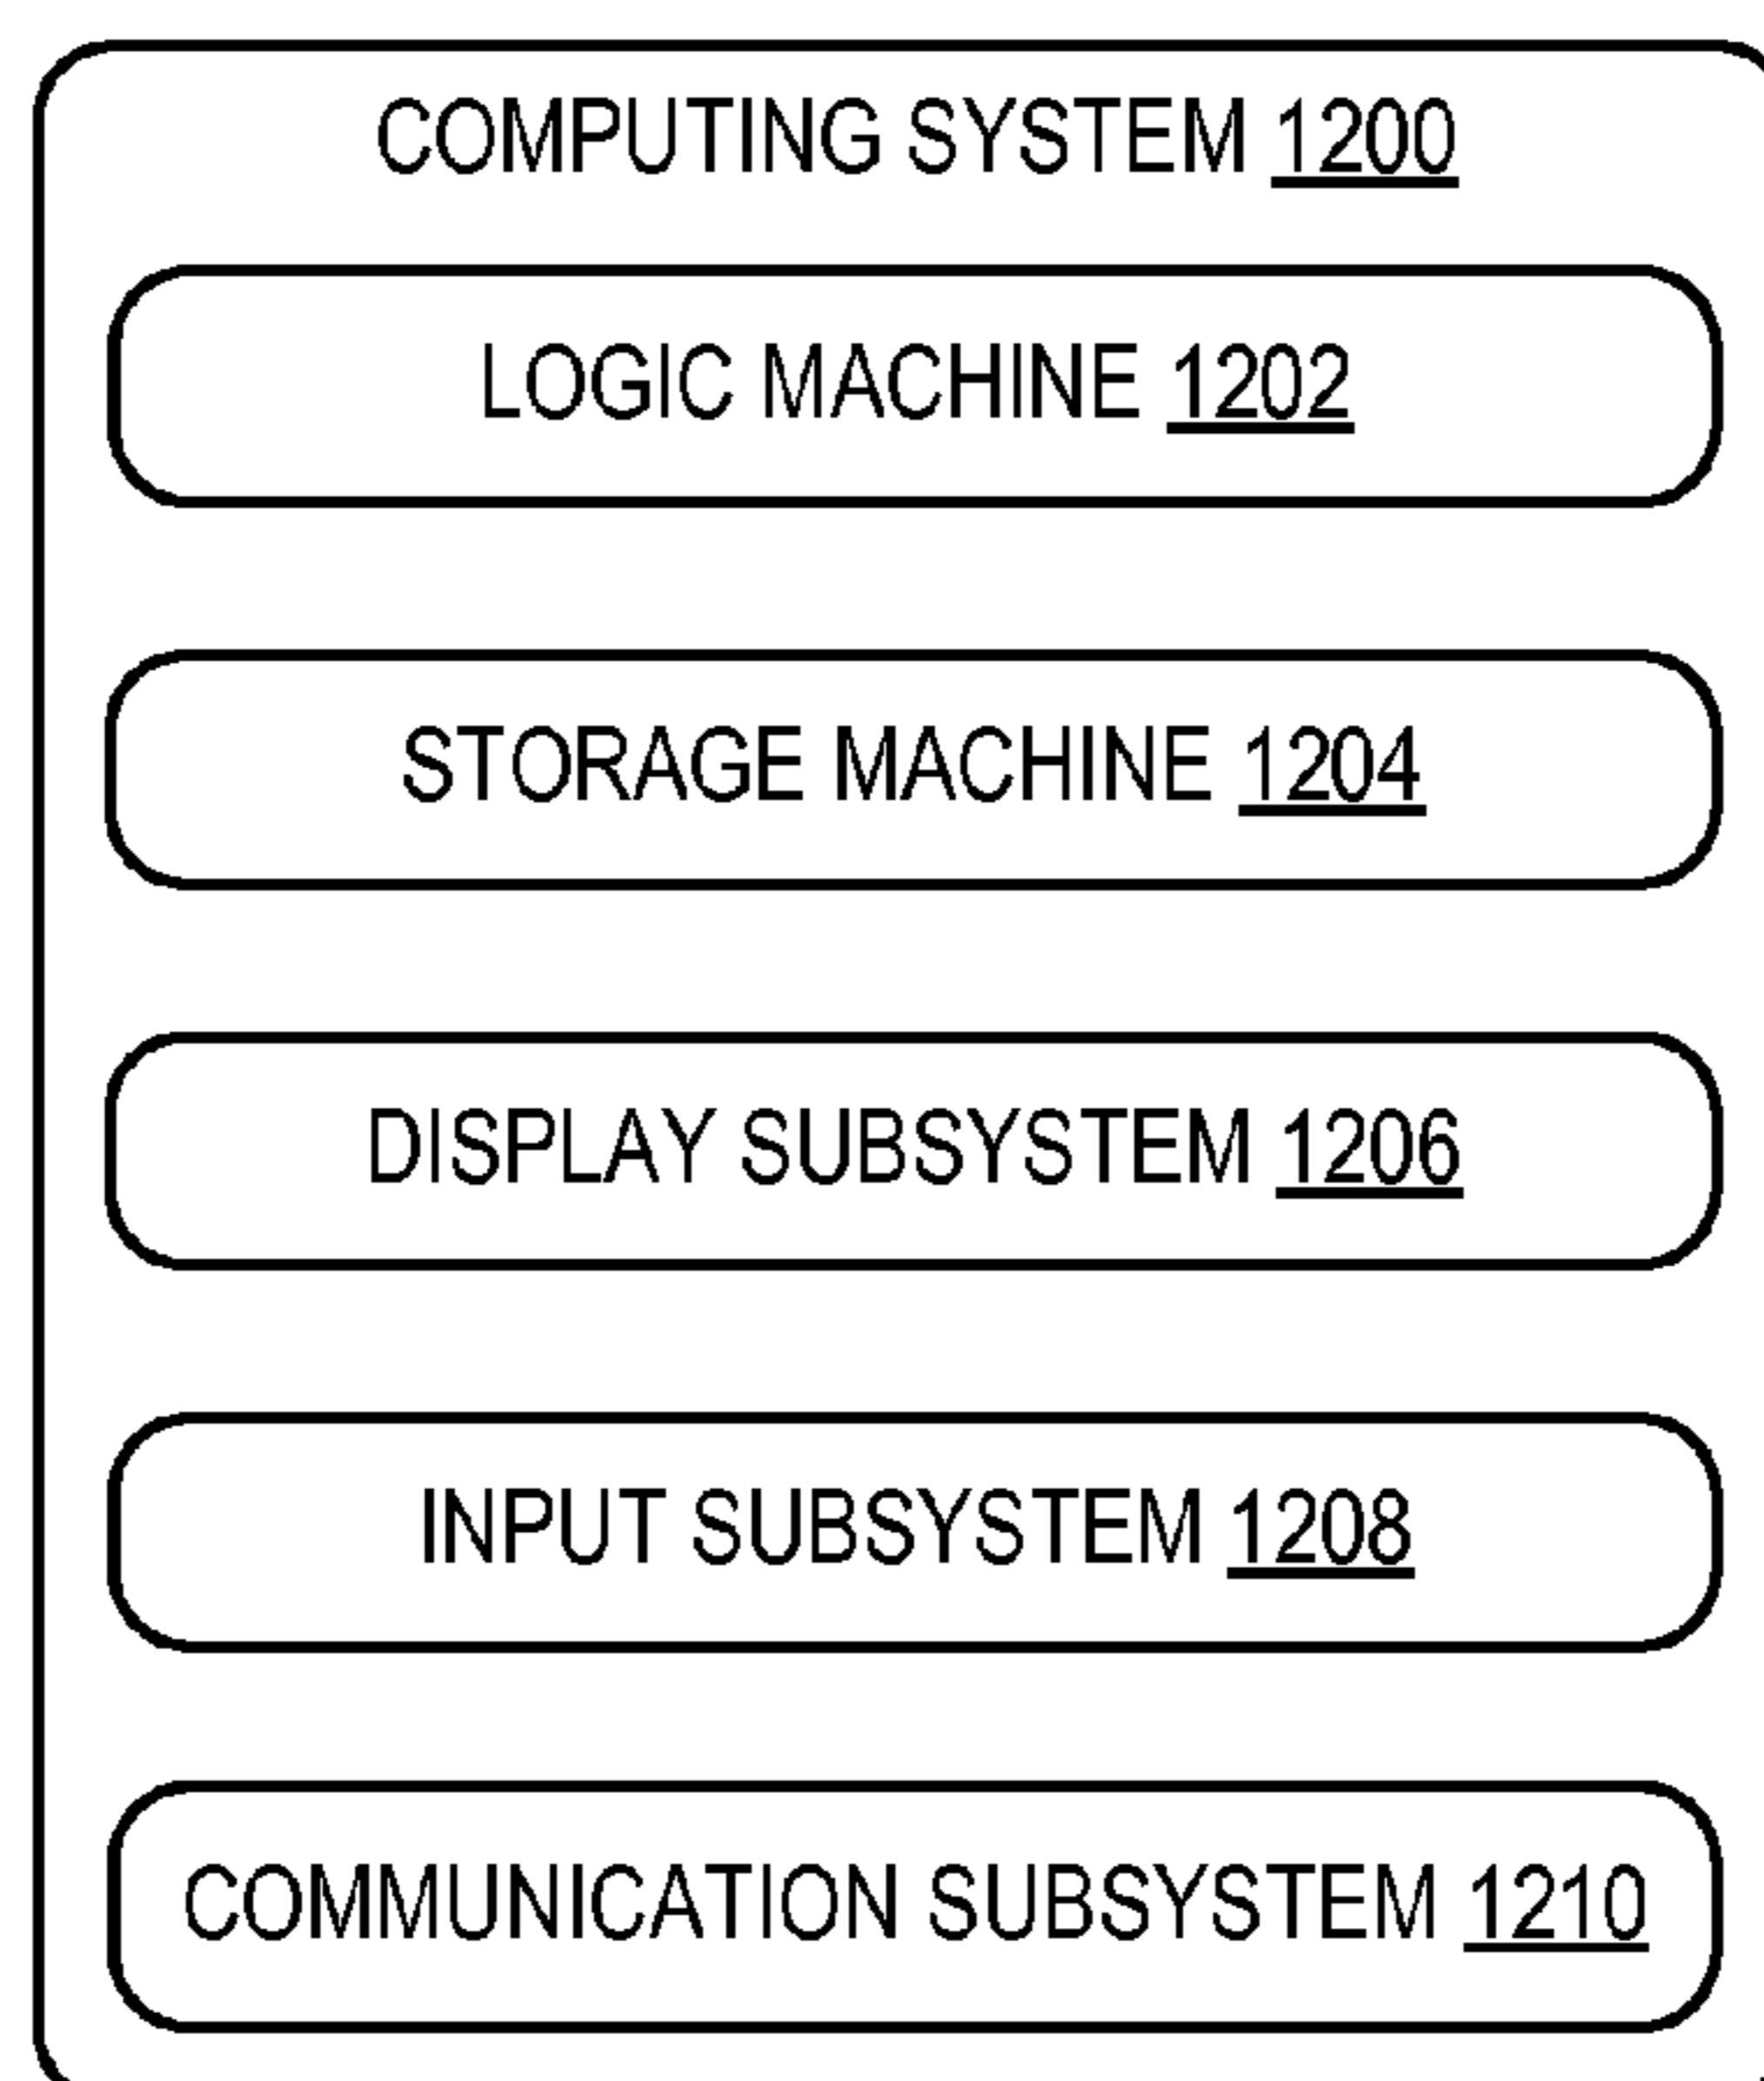 COMPUTING SYSTEM 1200
LOGIC MACHINE 1202
STORAGE MACHINE 1204
DISPLAY SUBSYSTEM 1206
INPUT SUBSYSTEM 1208
COMMUNICATION SUBSYSTEM 1210